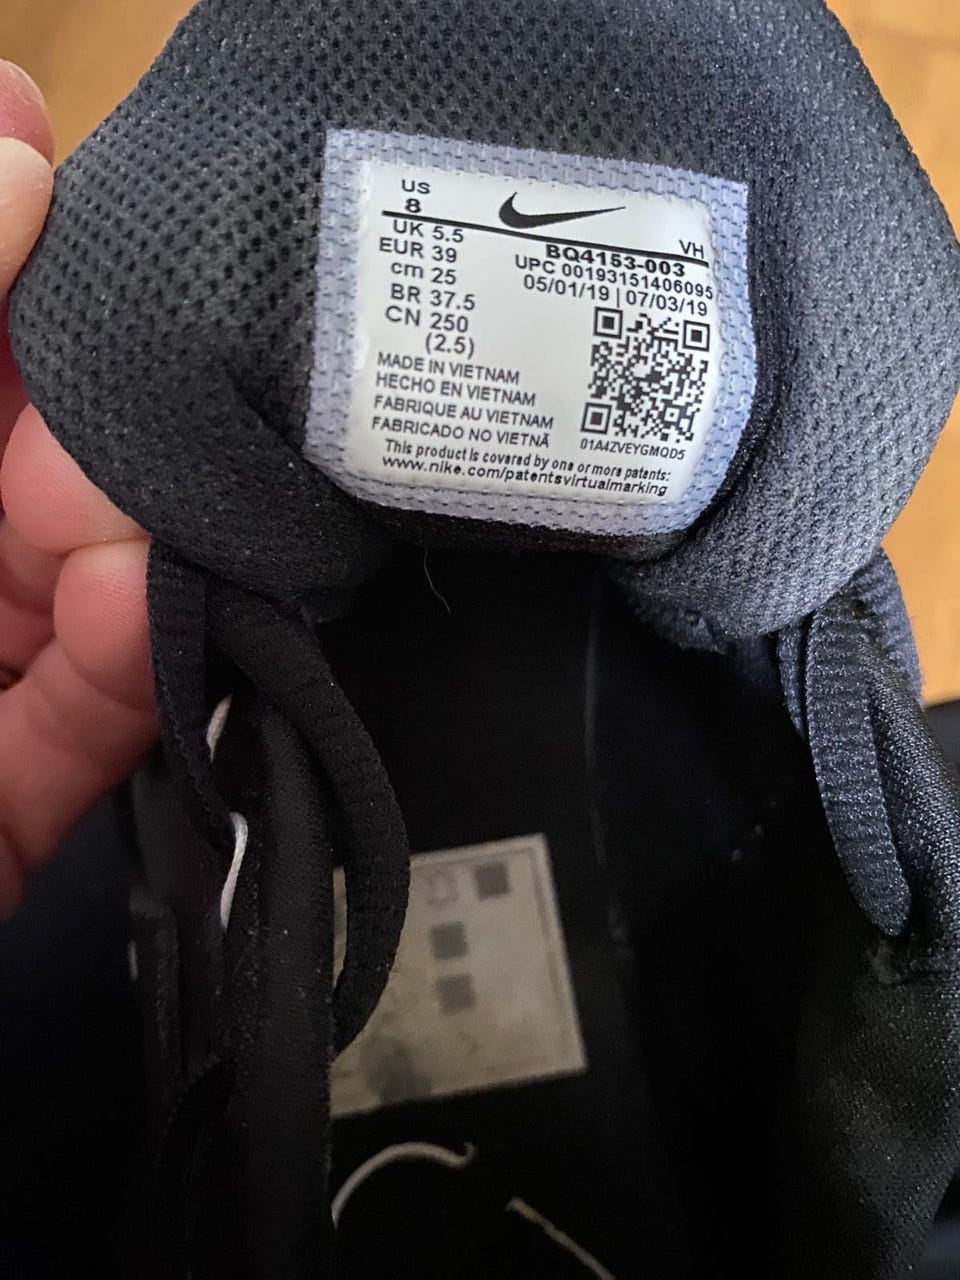 US
8
UK 5.5
EUR 39
cm 25
BR 37.5
CN 250
(2.5)
VH
BQ4153-003
UPC 00193151406095
05/01/19 | 07/03/19
01A4ZVEYGMQD5
MADE IN VIETNAM
HECHO EN VIETNAM
FABRIQUE AU VIETNAM
FABRICADO NO VIETNÃ
This product is covered by one or more patents:
www.nike.com/patentsvirtualmarking